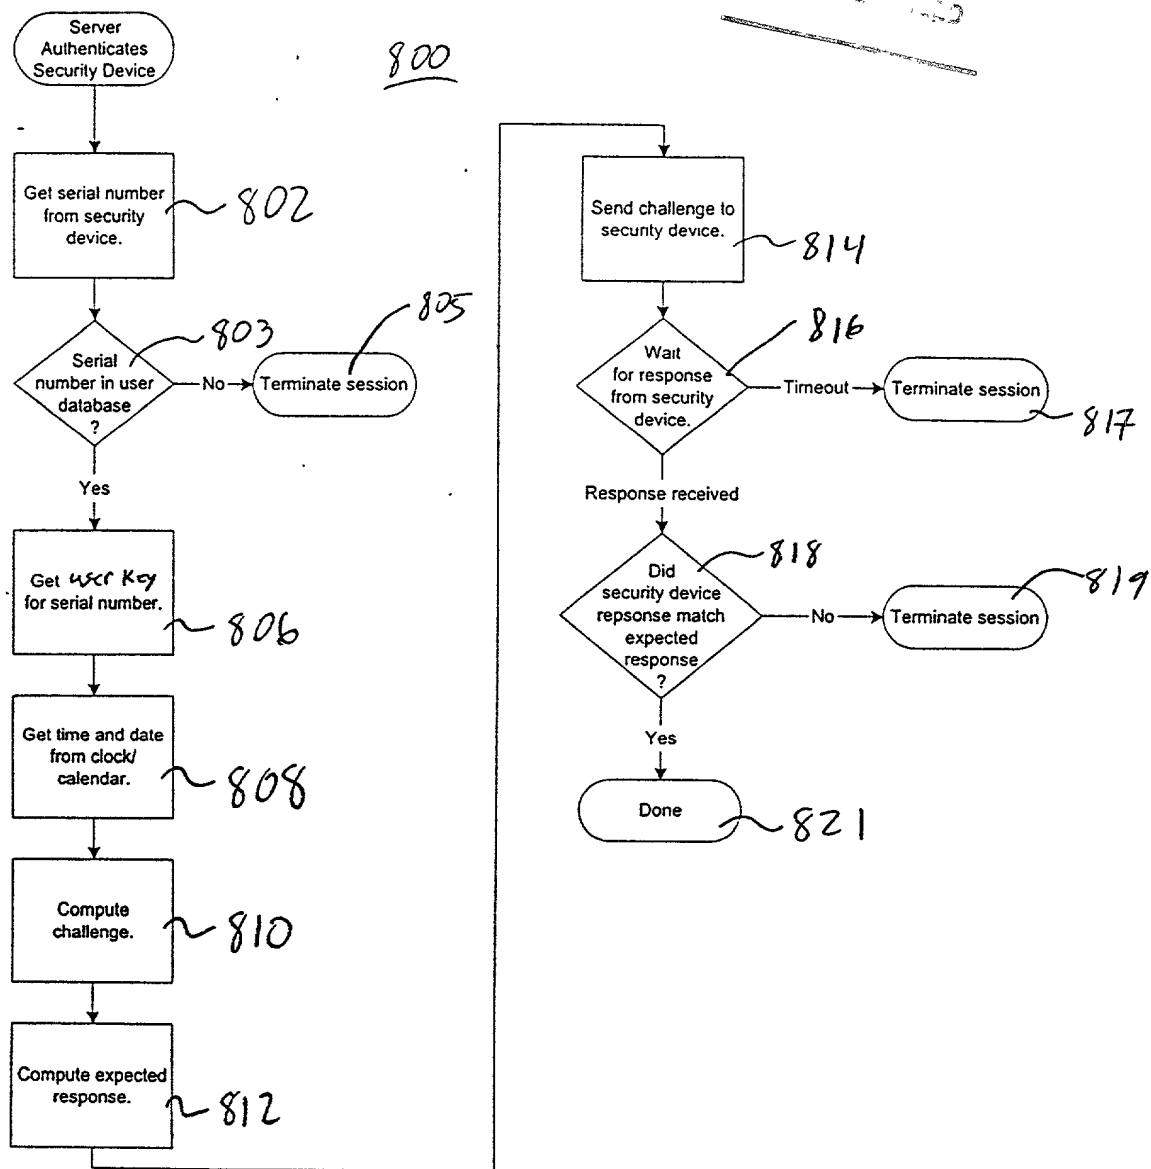 Server
Authenticates
Security Device
800
Get serial number
from security
device.
802
Serial
number in user
database
?
803
No
Terminate session
805
Yes
Get user Key
for serial number.
806
Get time and date
from clock/
calendar.
808
Compute
challenge.
810
Compute expected
response.
812
Send challenge to
security device.
814
Wait
for response
from security
device.
816
Timeout
Terminate session
817
Response received
Did
security device
repsonse match
expected
response
?
818
No
Terminate session
819
Yes
Done
821